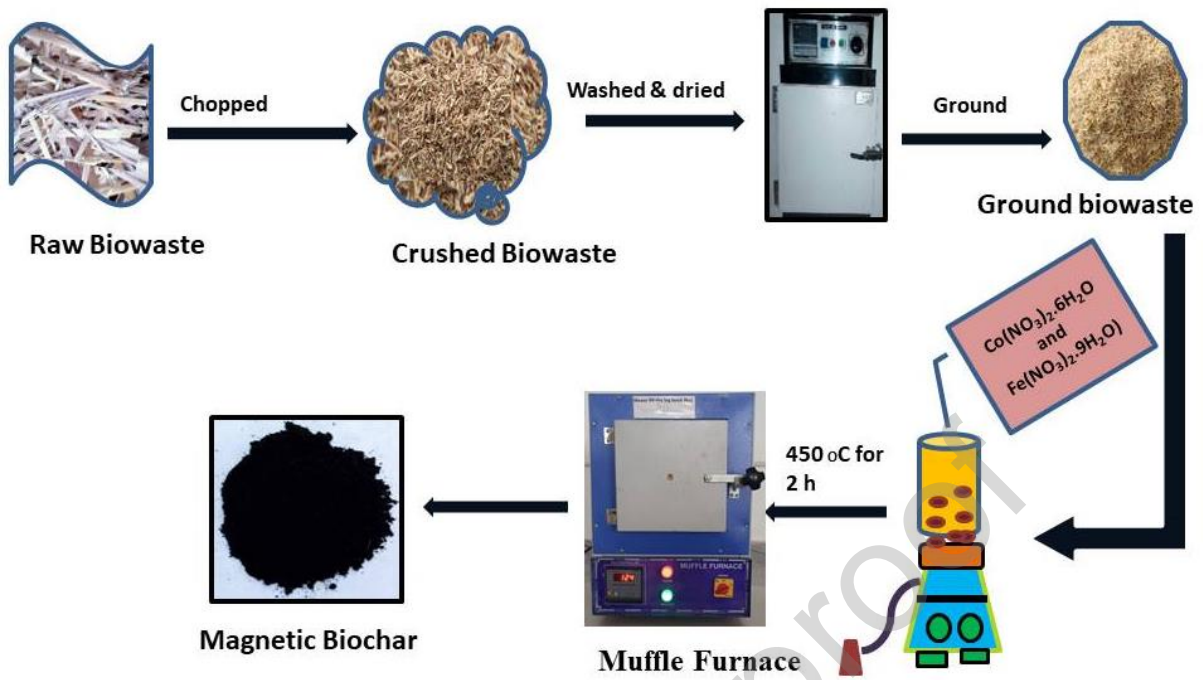 Chopped
Washed & dried
Ground
Raw Biowaste
Crushed Biowaste
Ground biowaste
Co(NO₃)₂.6H₂O
and
Fe(NO₃)₂.9H₂O)
450 oC for
2 h
MUFFLE FURNACE
Magnetic Biochar
Muffle Furnace
proof